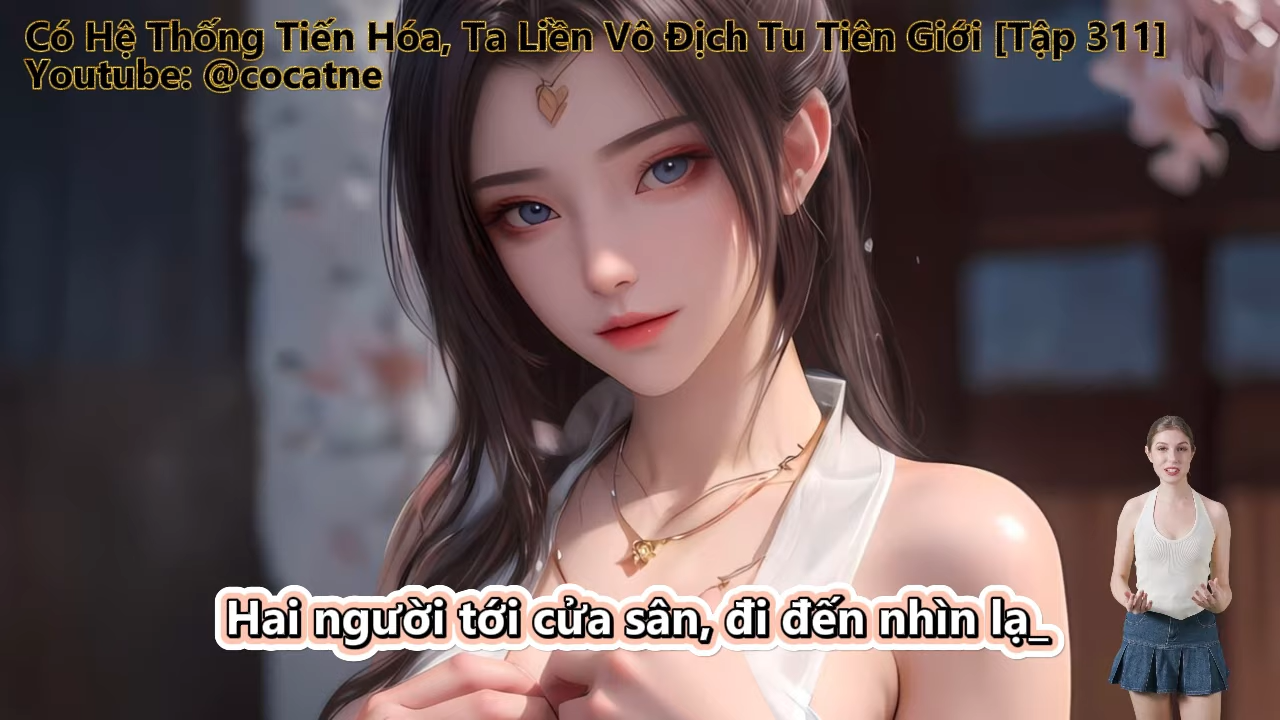 Có Hệ Thống Tiến Hóa, Ta Liền Vô Địch Tu Tiên Giới [Tập 311]
Youtube: @cocatne
Hai người tới cửa sân, đi đến nhìn lạ_